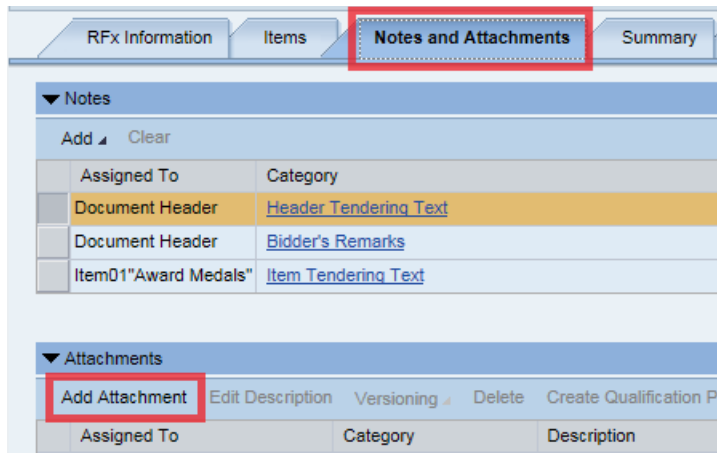 RFx Information Items Notes and Attachments Summary
Notes
Add Clear
Assigned To Category
Document Header Header Tendering Text
Document Header Bidder's Remarks
Item01"Award Medals" Item Tendering Text
Attachments
Add Attachment Edit Description Versioning Delete Create Qualification P
Assigned To Category Description